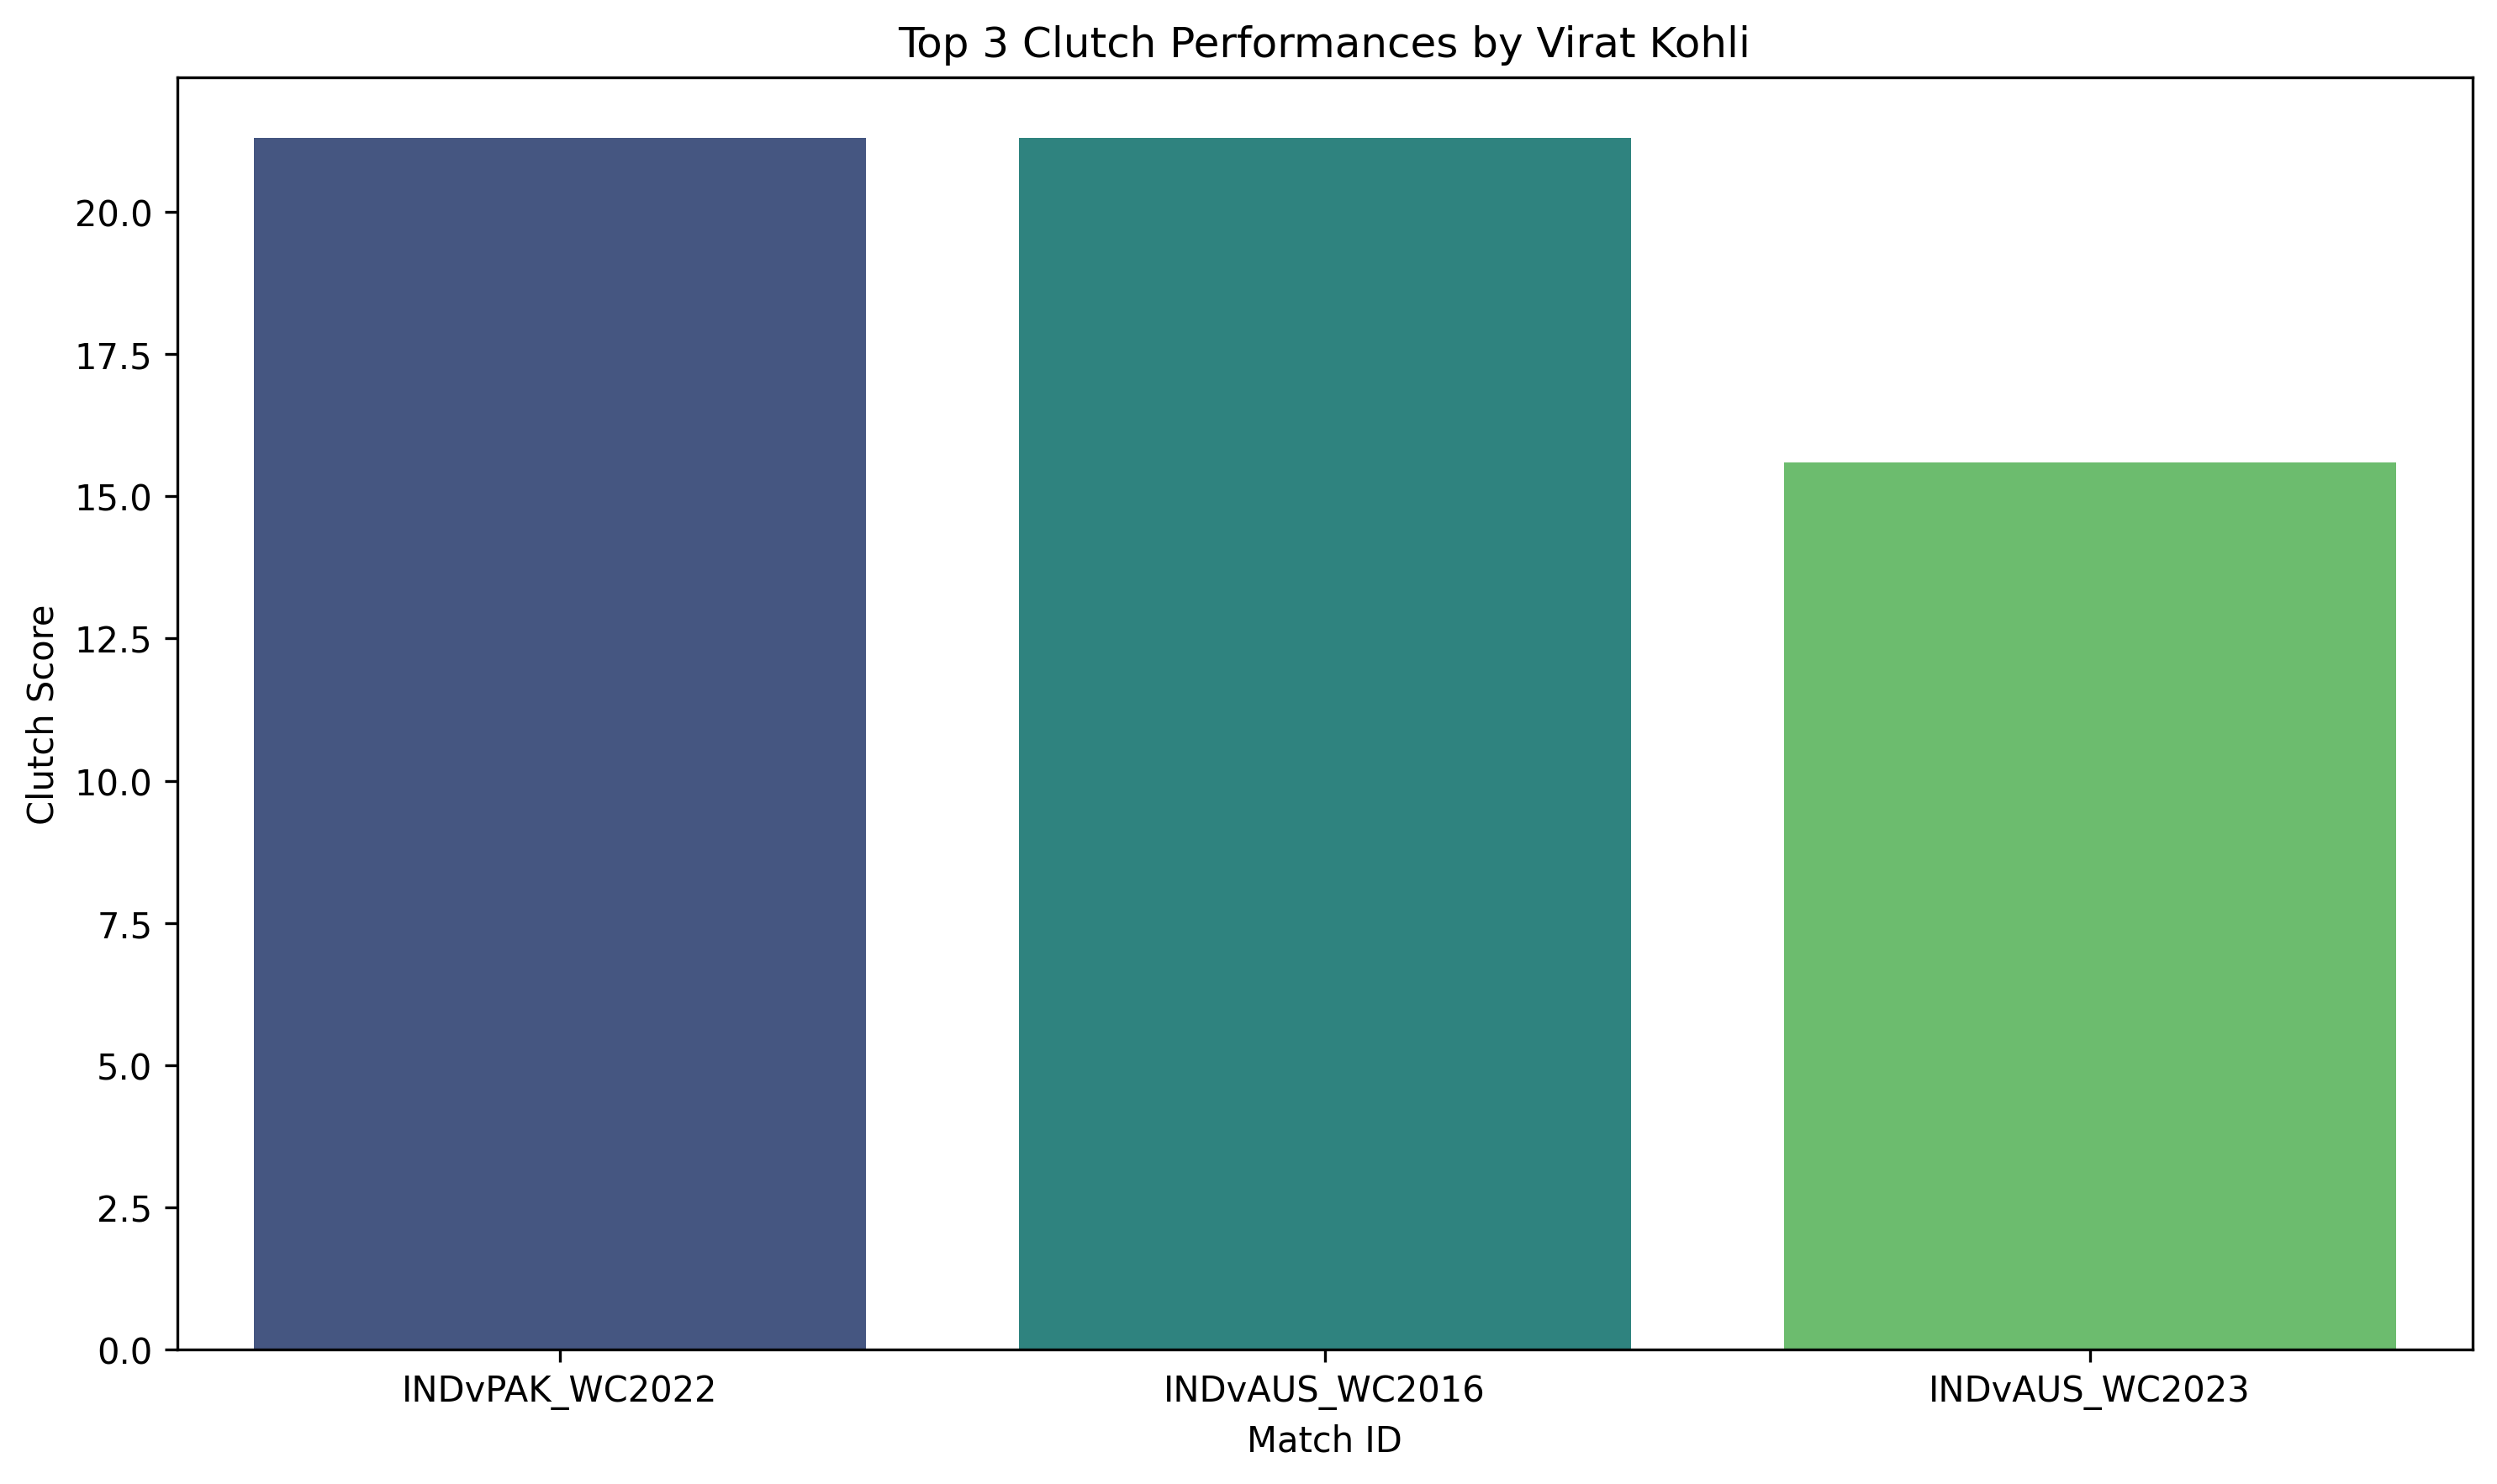 Top 3 Clutch Performances by Virat Kohli
Clutch Score
20.0
17.5
15.0
12.5
10.0
7.5
5.0
2.5
0.0
INDvPAK_WC2022
INDvAUS_WC2016
INDvAUS_WC2023
Match ID